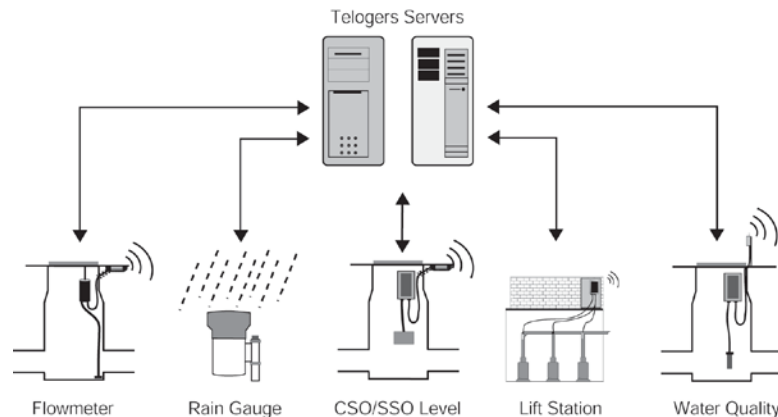 Telogers Servers
Flowmeter
Rain Gauge
CSO/SSO Level
Lift Station
Water Quality